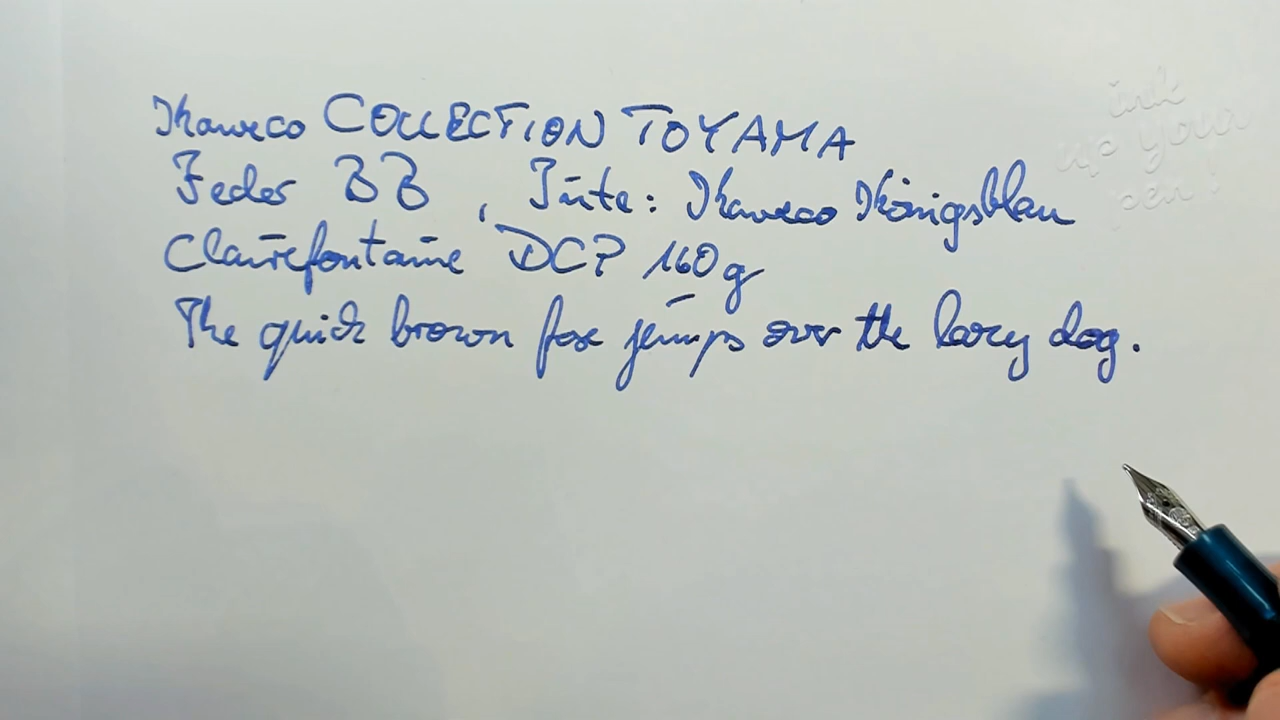 Kaweco COLLECTION TOYAMA
Feder BB, Tinte: Kaweco Königsblau
Clairefontaine DCP 160g
The quick brown fox jumps over the lazy dog.
ink
up your
pen!